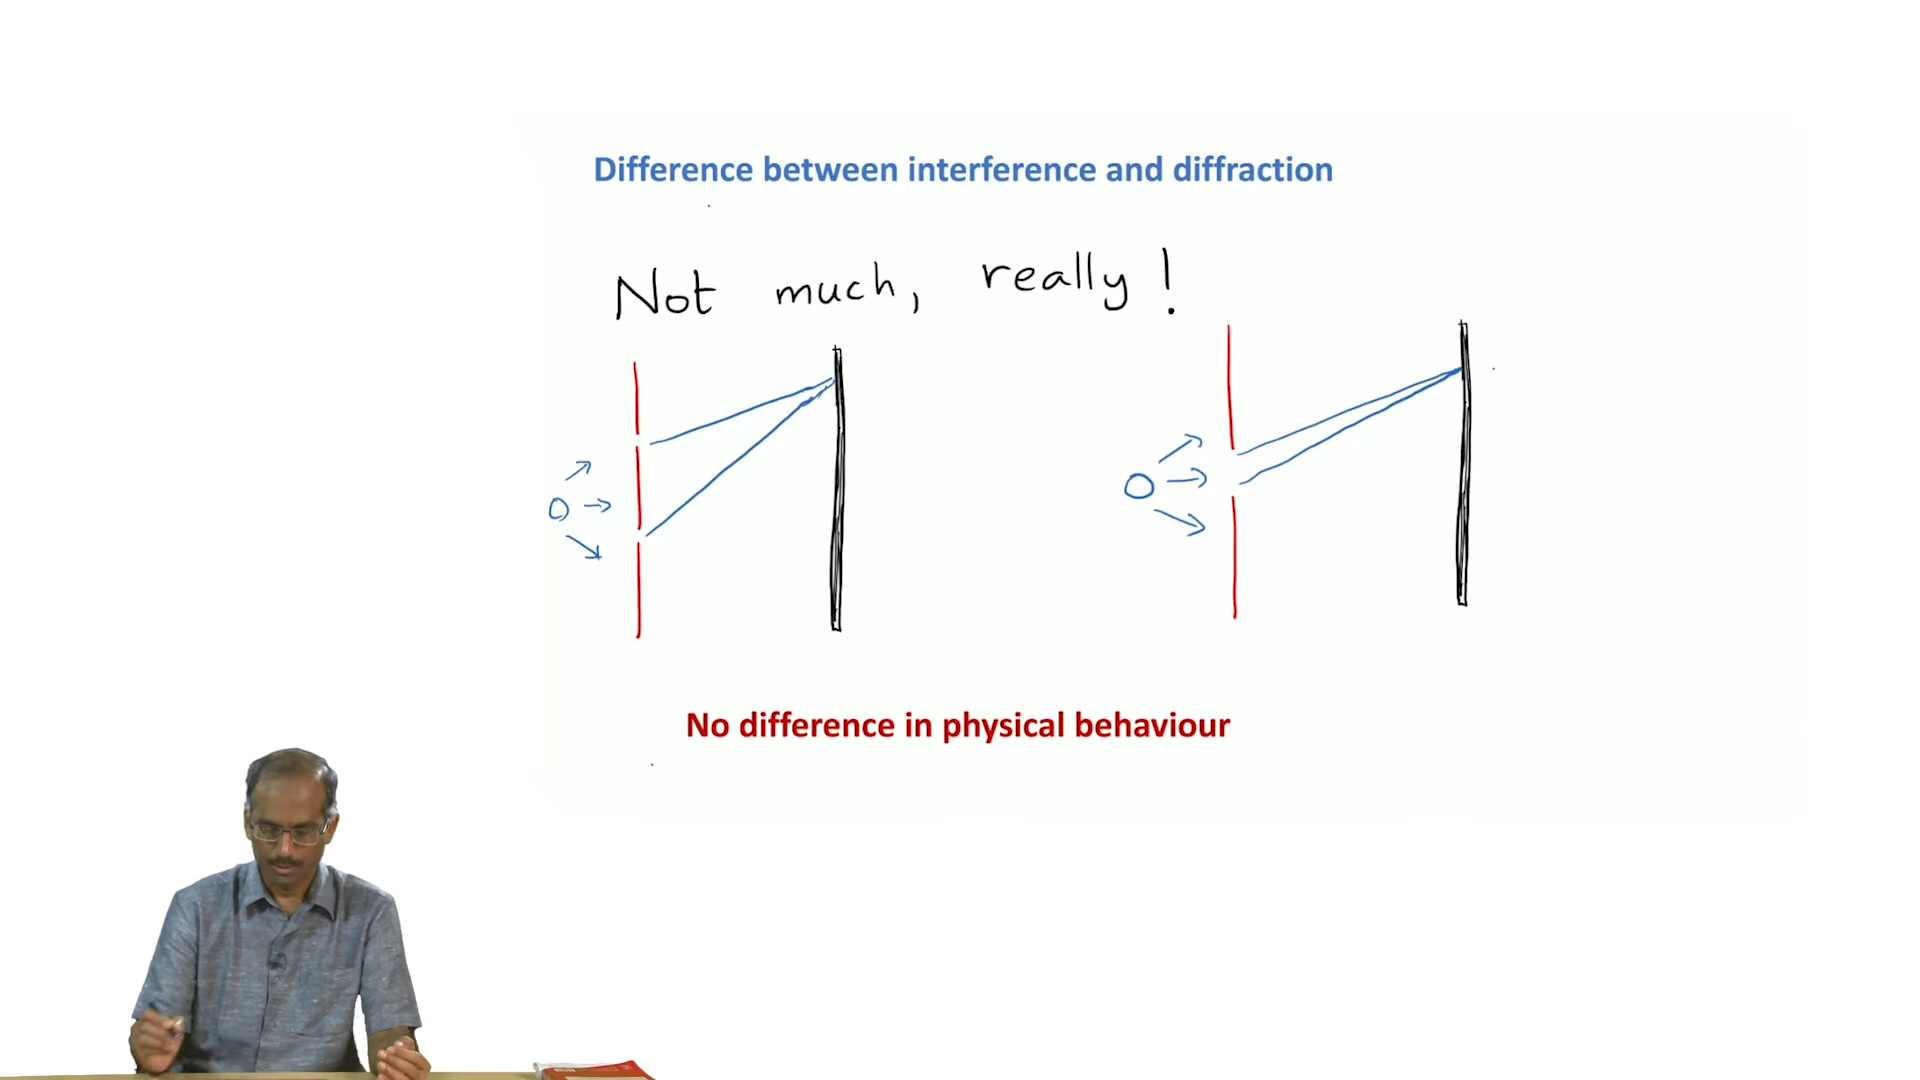 Difference between interference and diffraction
Not much, really!
No difference in physical behaviour